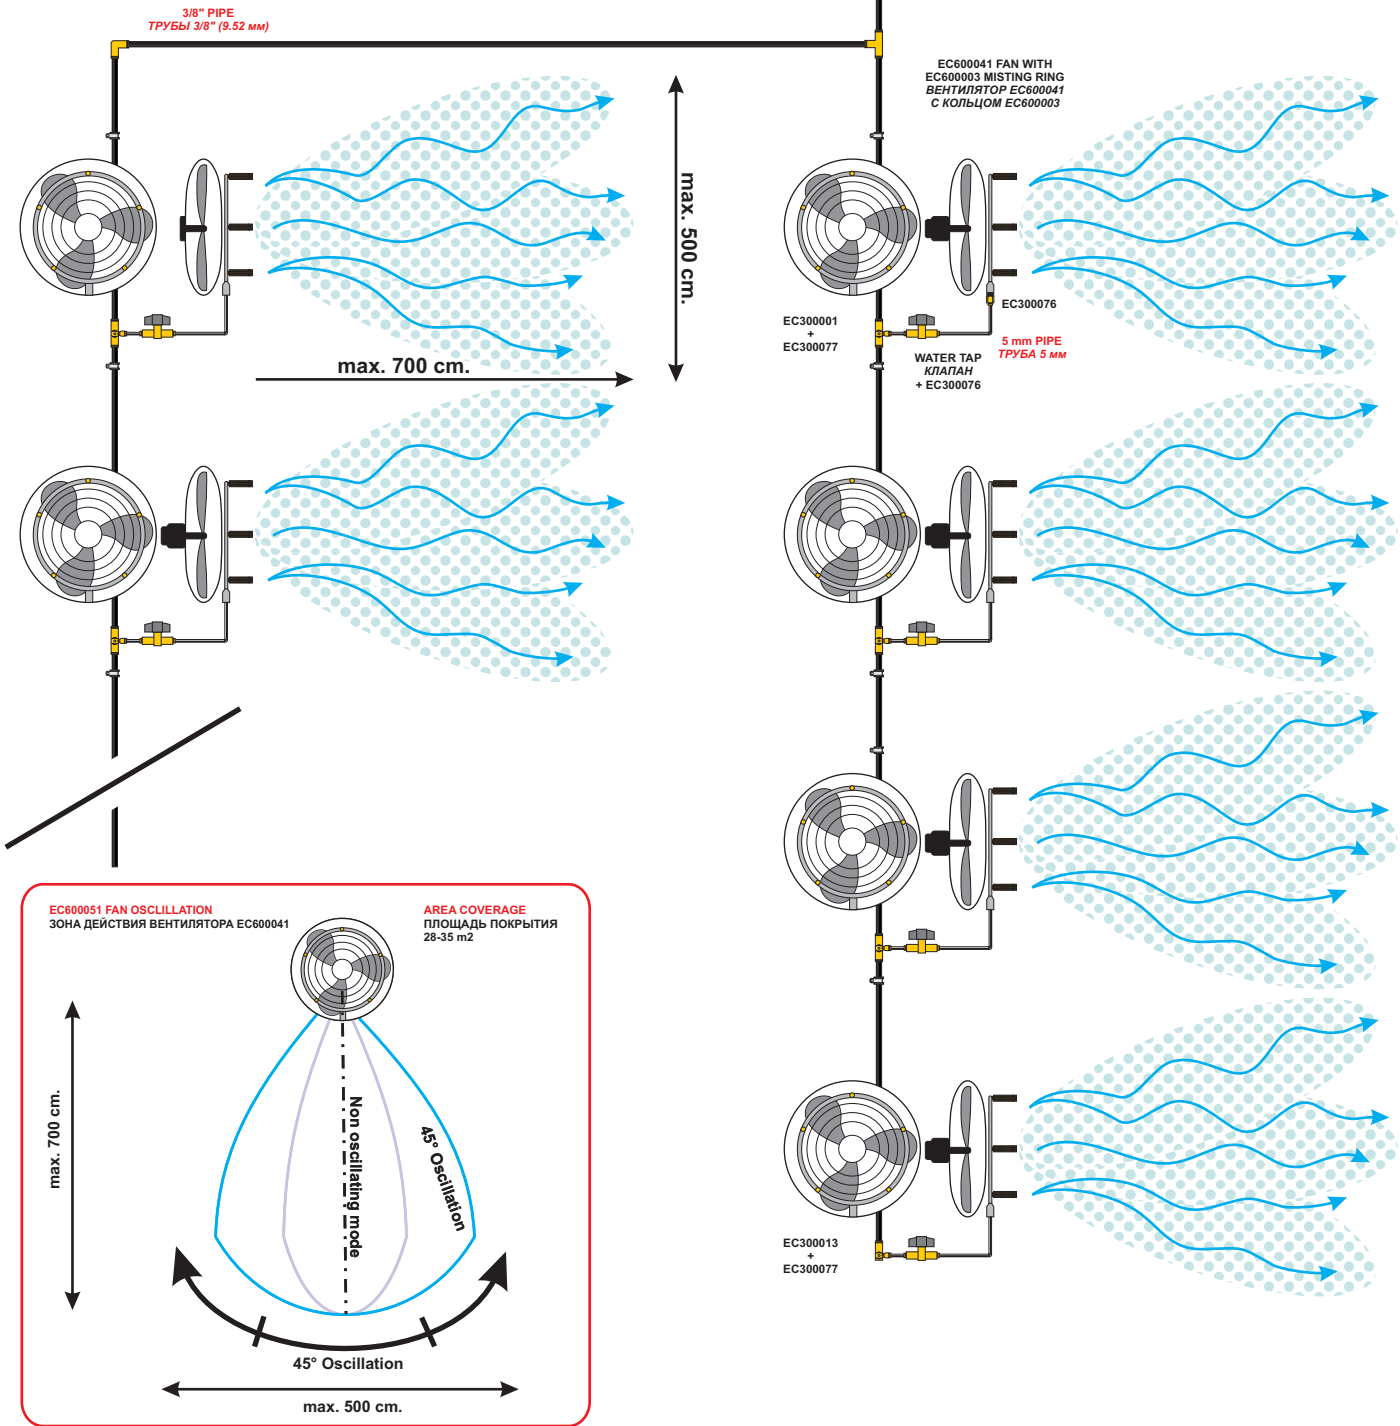 3/8" PIPE
ТРУБЫ 3/8" (9.52 мм)
EC600041 FAN WITH
EC600003 MISTING RING
ВЕНТИЛЯТОР EC600041
С КОЛЬЦОМ EC600003
max. 500 cm.
max. 700 cm.
EC300076
EC300001
+
EC300077
5 mm PIPE
ТРУБА 5 мм
WATER TAP
КЛАПАН
+ EC300076
EC600051 FAN OSCLILLATION
ЗОНА ДЕЙСТВИЯ ВЕНТИЛЯТОРА EC600041
AREA COVERAGE
ПЛОЩАДЬ ПОКРЫТИЯ
28-35 m2
max. 700 cm.
Non oscillating mode
45° Oscillation
45° Oscillation
max. 500 cm.
EC300013
+
EC300077